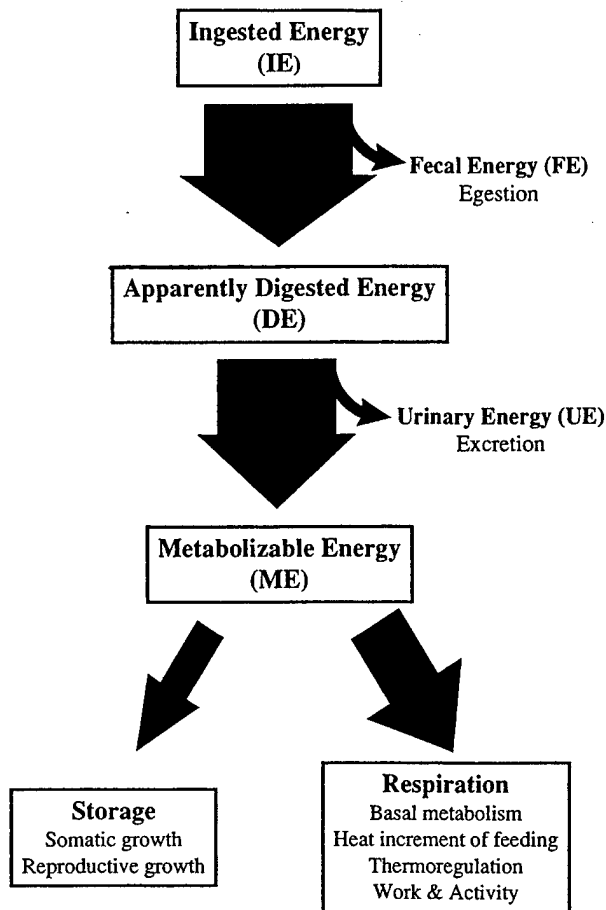 Ingested Energy
(IE)
Fecal Energy (FE)
Egestion
Apparently Digested Energy
(DE)
Urinary Energy (UE)
Excretion
Metabolizable Energy
(ME)
Storage
Somatic growth
Reproductive growth
Respiration
Basal metabolism
Heat increment of feeding
Thermoregulation
Work & Activity